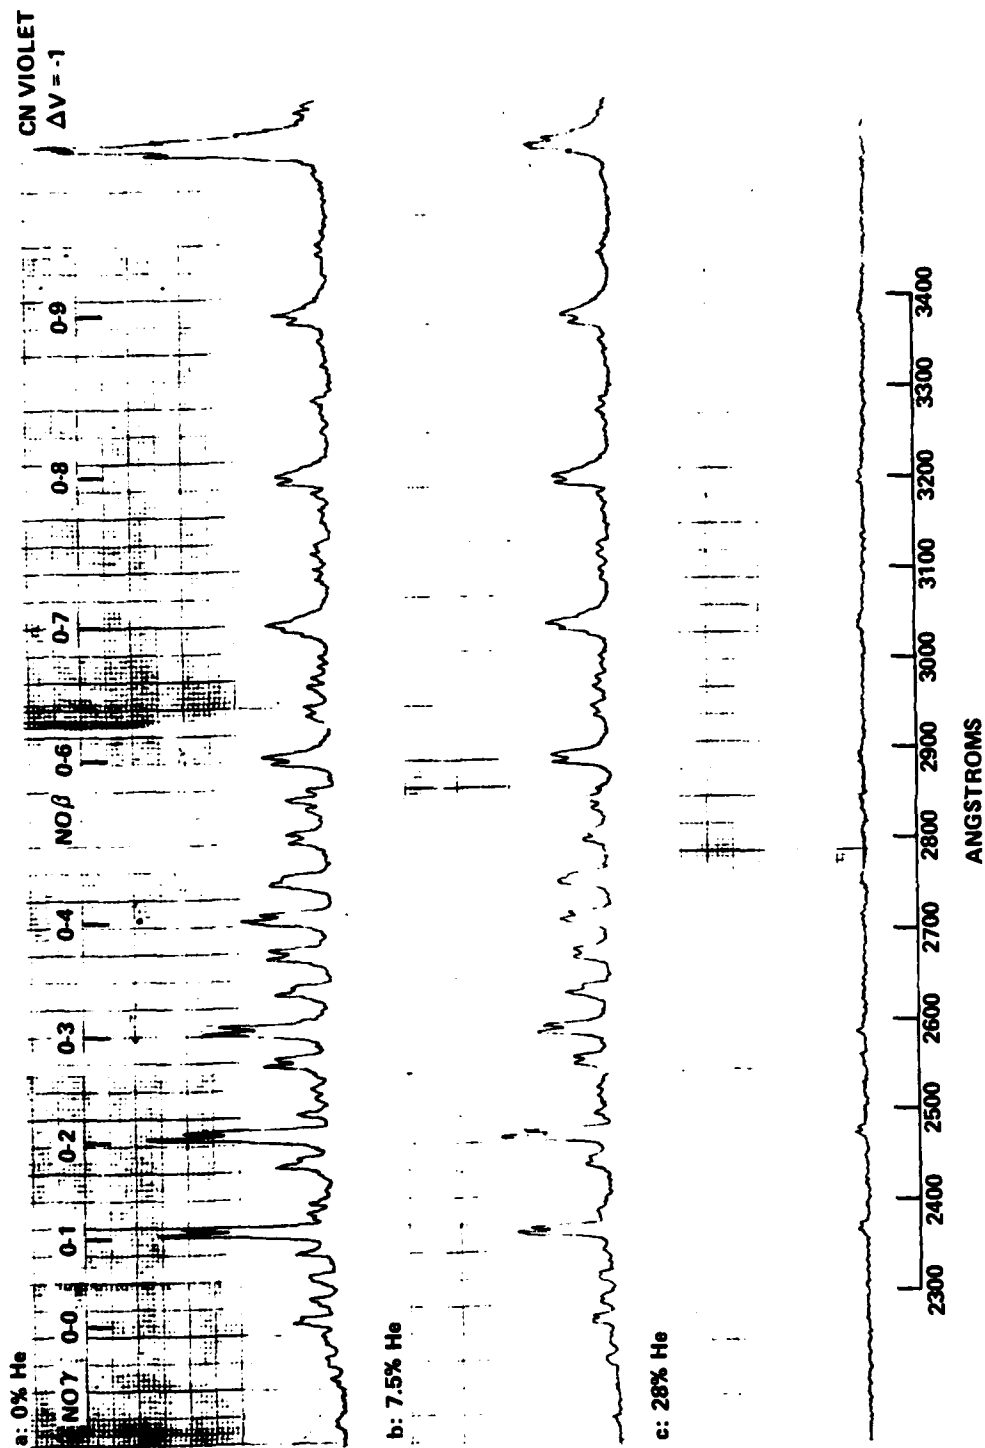 CN VIOLET
ΔV = -1
a: 0% He
NOγ 0-0 0-1 0-2 0-3 0-4 NOβ 0-6 0-7 0-8 0-9
b: 7.5% He
c: 28% He
2300 2400 2500 2600 2700 2800 2900 3000 3100 3200 3300 3400
ANGSTROMS